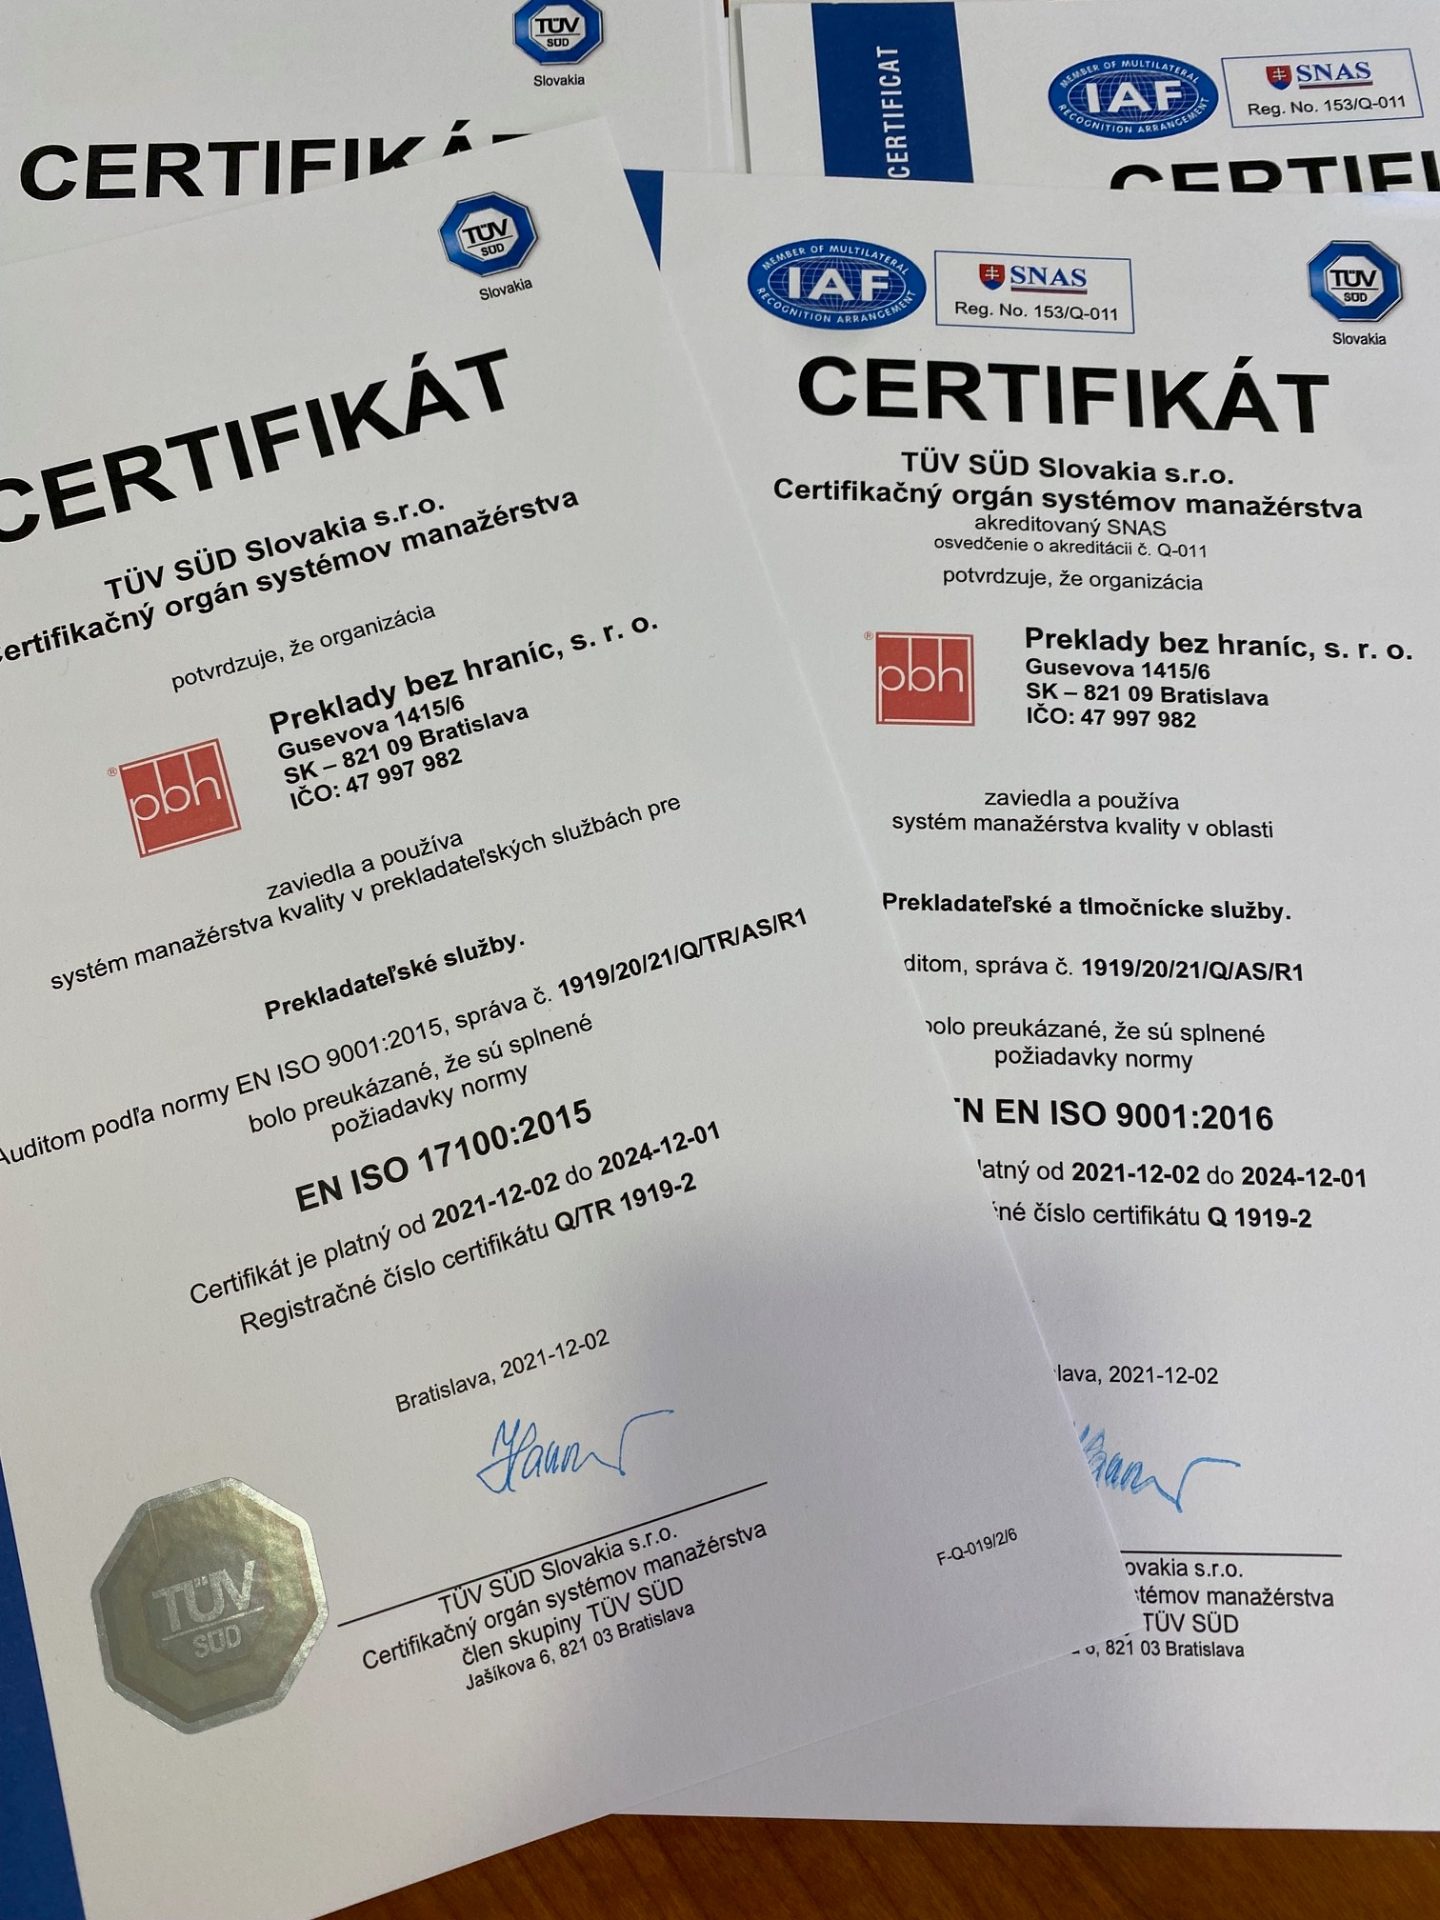 TÜV
SÜD
Slovakia
CERTIFIKÁT
CERTIFICAT
MEMBER OF MULTILATERAL
IAF
RECOGNITION ARRANGEMENT
SNAS
Reg. No. 153/Q-011
TÜV
SÜD
Slovakia
CERTIFIKÁT
TÜV SÜD Slovakia s.r.o.
Certifikačný orgán systémov manažérstva
potvrdzuje, že organizácia
pbh
®
Preklady bez hraníc, s. r. o.
Gusevova 1415/6
SK – 821 09 Bratislava
IČO: 47 997 982
zaviedla a používa
systém manažérstva kvality v prekladateľských službách pre
Prekladateľské služby.
Auditom podľa normy EN ISO 9001:2015, správa č. 1919/20/21/Q/TR/AS/R1
bolo preukázané, že sú splnené
požiadavky normy
EN ISO 17100:2015
Certifikát je platný od 2021-12-02 do 2024-12-01
Registračné číslo certifikátu Q/TR 1919-2
Bratislava, 2021-12-02
TÜV SÜD Slovakia s.r.o.
Certifikačný orgán systémov manažérstva
člen skupiny TÜV SÜD
Jašíkova 6, 821 03 Bratislava
F-Q-019/2/6
TÜV
SÜD
MEMBER OF MULTILATERAL
IAF
RECOGNITION ARRANGEMENT
SNAS
Reg. No. 153/Q-011
TÜV
SÜD
Slovakia
CERTIFIKÁT
TÜV SÜD Slovakia s.r.o.
Certifikačný orgán systémov manažérstva
akreditovaný SNAS
osvedčenie o akreditácii č. Q-011
potvrdzuje, že organizácia
pbh
®
Preklady bez hraníc, s. r. o.
Gusevova 1415/6
SK – 821 09 Bratislava
IČO: 47 997 982
zaviedla a používa
systém manažérstva kvality v oblasti
Prekladateľské a tlmočnícke služby.
ditom, správa č. 1919/20/21/Q/AS/R1
bolo preukázané, že sú splnené
požiadavky normy
TN EN ISO 9001:2016
latný od 2021-12-02 do 2024-12-01
né číslo certifikátu Q 1919-2
lava, 2021-12-02
ovakia s.r.o.
témov manažérstva
TÜV SÜD
6, 821 03 Bratislava